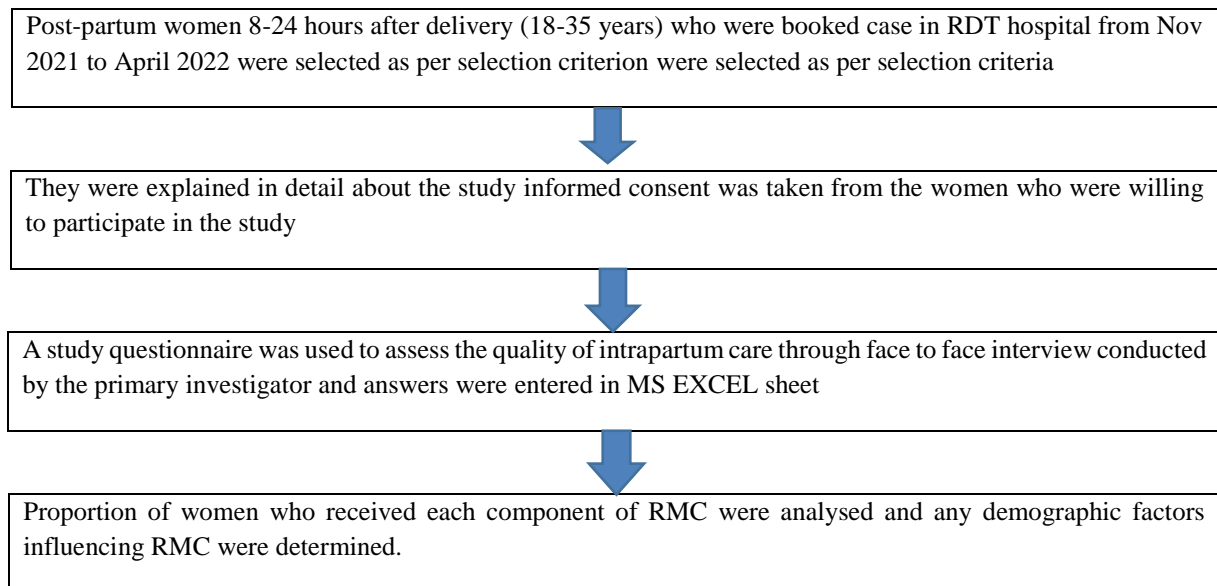 Post-partum women 8-24 hours after delivery (18-35 years) who were booked case in RDT hospital from Nov
2021 to April 2022 were selected as per selection criterion were selected as per selection criteria
They were explained in detail about the study informed consent was taken from the women who were willing
to participate in the study
A study questionnaire was used to assess the quality of intrapartum care through face to face interview conducted
by the primary investigator and answers were entered in MS EXCEL sheet
Proportion of women who received each component of RMC were analysed and any demographic factors
influencing RMC were determined.